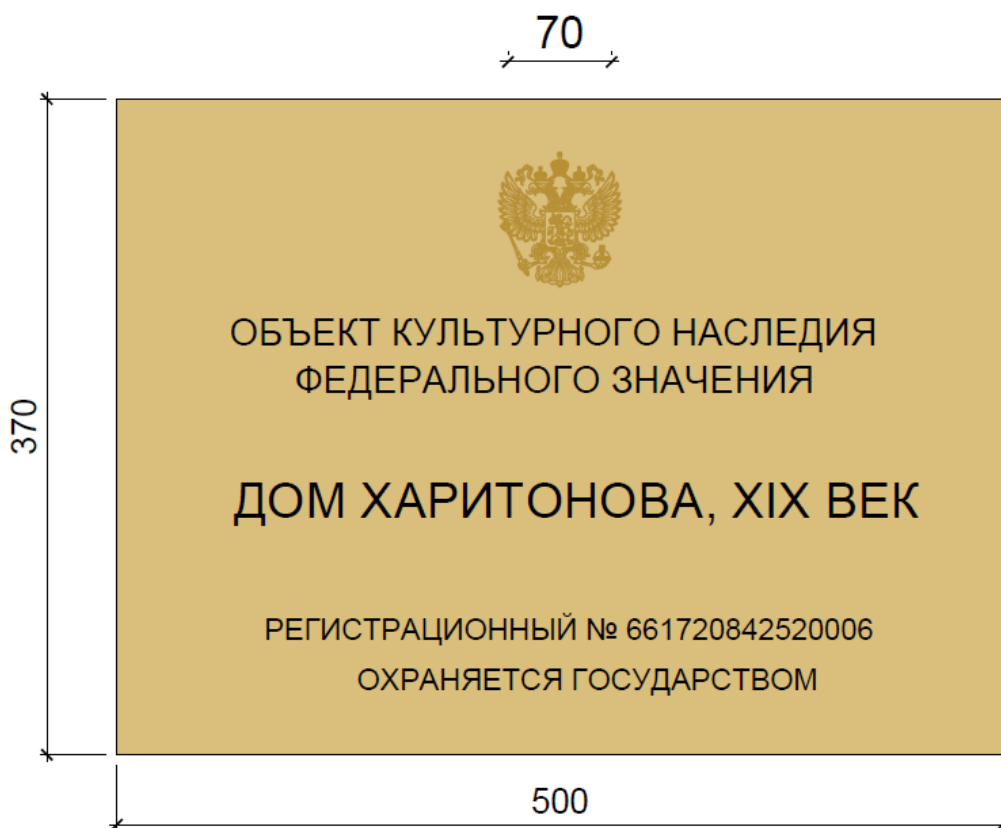 70
ОБЪЕКТ КУЛЬТУРНОГО НАСЛЕДИЯ
ФЕДЕРАЛЬНОГО ЗНАЧЕНИЯ
370
ДОМ ХАРИТОНОВА, XIX ВЕК
РЕГИСТРАЦИОННЫЙ № 661720842520006
ОХРАНЯЕТСЯ ГОСУДАРСТВОМ
500